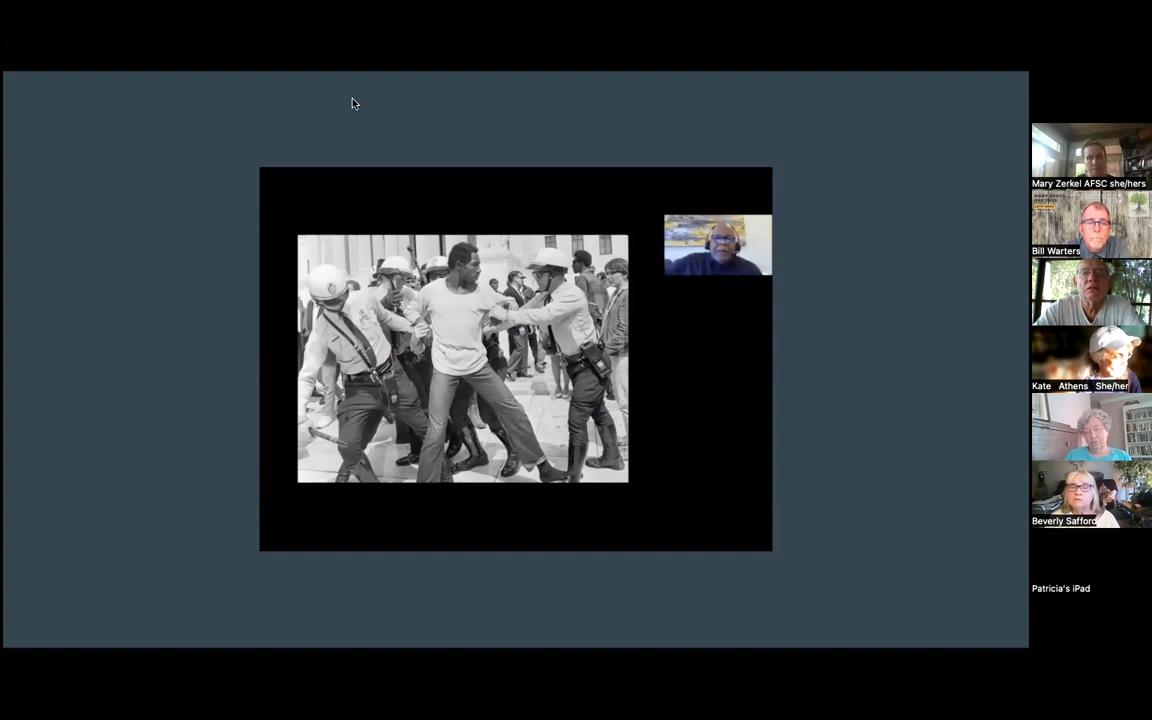 Mary Zerkel AFSC she/hers
Bill Warters
Kate Athens She/her
Beverly Safford
Patricia's iPad